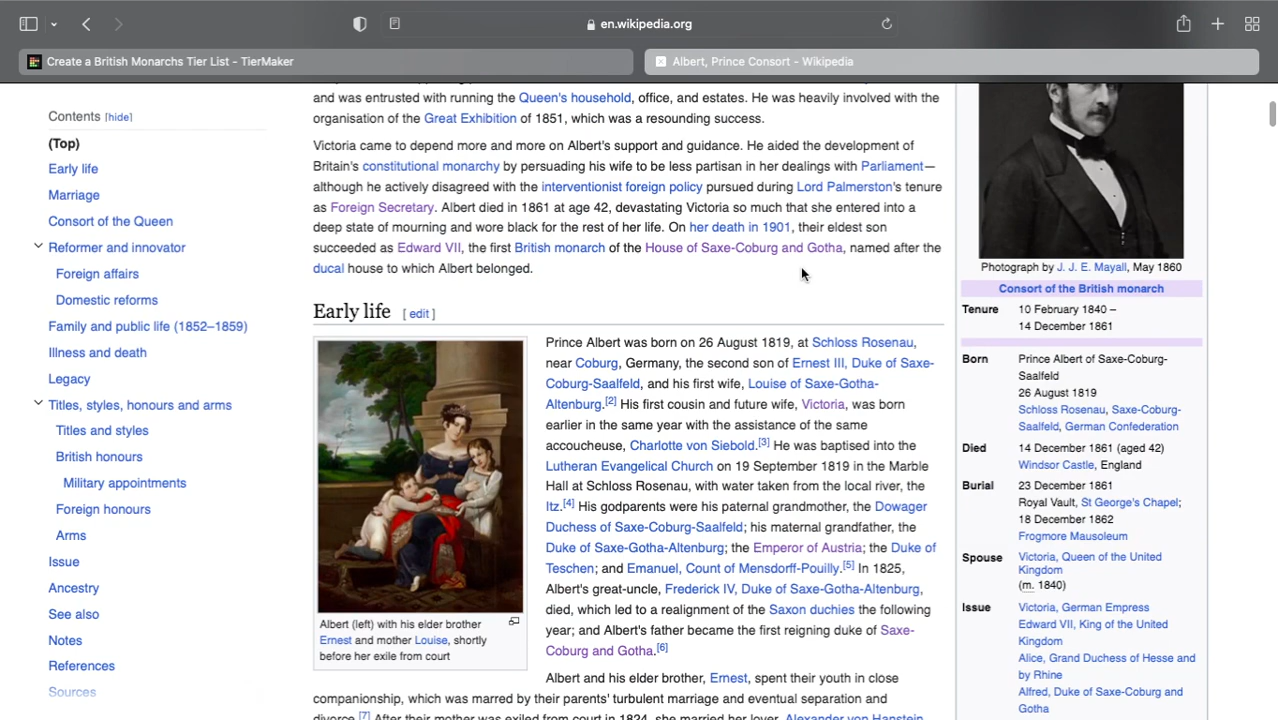 en.wikipedia.org
Create a British Monarchs Tier List - TierMaker
Albert, Prince Consort - Wikipedia
Contents [hide]
(Top)
Early life
Marriage
Consort of the Queen
Reformer and innovator
Foreign affairs
Domestic reforms
Family and public life (1852–1859)
Illness and death
Legacy
Titles, styles, honours and arms
Titles and styles
British honours
Military appointments
Foreign honours
Arms
Issue
Ancestry
See also
Notes
References
Sources
and was entrusted with running the Queen's household, office, and estates. He was heavily involved with the
organisation of the Great Exhibition of 1851, which was a resounding success.
Victoria came to depend more and more on Albert's support and guidance. He aided the development of
Britain's constitutional monarchy by persuading his wife to be less partisan in her dealings with Parliament—
although he actively disagreed with the interventionist foreign policy pursued during Lord Palmerston's tenure
as Foreign Secretary. Albert died in 1861 at age 42, devastating Victoria so much that she entered into a
deep state of mourning and wore black for the rest of her life. On her death in 1901, their eldest son
succeeded as Edward VII, the first British monarch of the House of Saxe-Coburg and Gotha, named after the
ducal house to which Albert belonged.
Early life [ edit ]
Albert (left) with his elder brother
Ernest and mother Louise, shortly
before her exile from court
Prince Albert was born on 26 August 1819, at Schloss Rosenau,
near Coburg, Germany, the second son of Ernest III, Duke of Saxe-
Coburg-Saalfeld, and his first wife, Louise of Saxe-Gotha-
Altenburg.[2] His first cousin and future wife, Victoria, was born
earlier in the same year with the assistance of the same
accoucheuse, Charlotte von Siebold.[3] He was baptised into the
Lutheran Evangelical Church on 19 September 1819 in the Marble
Hall at Schloss Rosenau, with water taken from the local river, the
Itz.[4] His godparents were his paternal grandmother, the Dowager
Duchess of Saxe-Coburg-Saalfeld; his maternal grandfather, the
Duke of Saxe-Gotha-Altenburg; the Emperor of Austria; the Duke of
Teschen; and Emanuel, Count of Mensdorff-Pouilly.[5] In 1825,
Albert's great-uncle, Frederick IV, Duke of Saxe-Gotha-Altenburg,
died, which led to a realignment of the Saxon duchies the following
year; and Albert's father became the first reigning duke of Saxe-
Coburg and Gotha.[6]
Albert and his elder brother, Ernest, spent their youth in close
companionship, which was marred by their parents' turbulent marriage and eventual separation and
divorce.[7] After their mother was exiled from court in 1824, she married her lover, Alexander von Hanstein
Photograph by J. J. E. Mayall, May 1860
Consort of the British monarch
Tenure 10 February 1840 –
14 December 1861
Born Prince Albert of Saxe-Coburg-
Saalfeld
26 August 1819
Schloss Rosenau, Saxe-Coburg-
Saalfeld, German Confederation
Died 14 December 1861 (aged 42)
Windsor Castle, England
Burial 23 December 1861
Royal Vault, St George's Chapel;
18 December 1862
Frogmore Mausoleum
Spouse Victoria, Queen of the United
Kingdom
(m. 1840)
Issue Victoria, German Empress
Edward VII, King of the United
Kingdom
Alice, Grand Duchess of Hesse and
by Rhine
Alfred, Duke of Saxe-Coburg and
Gotha